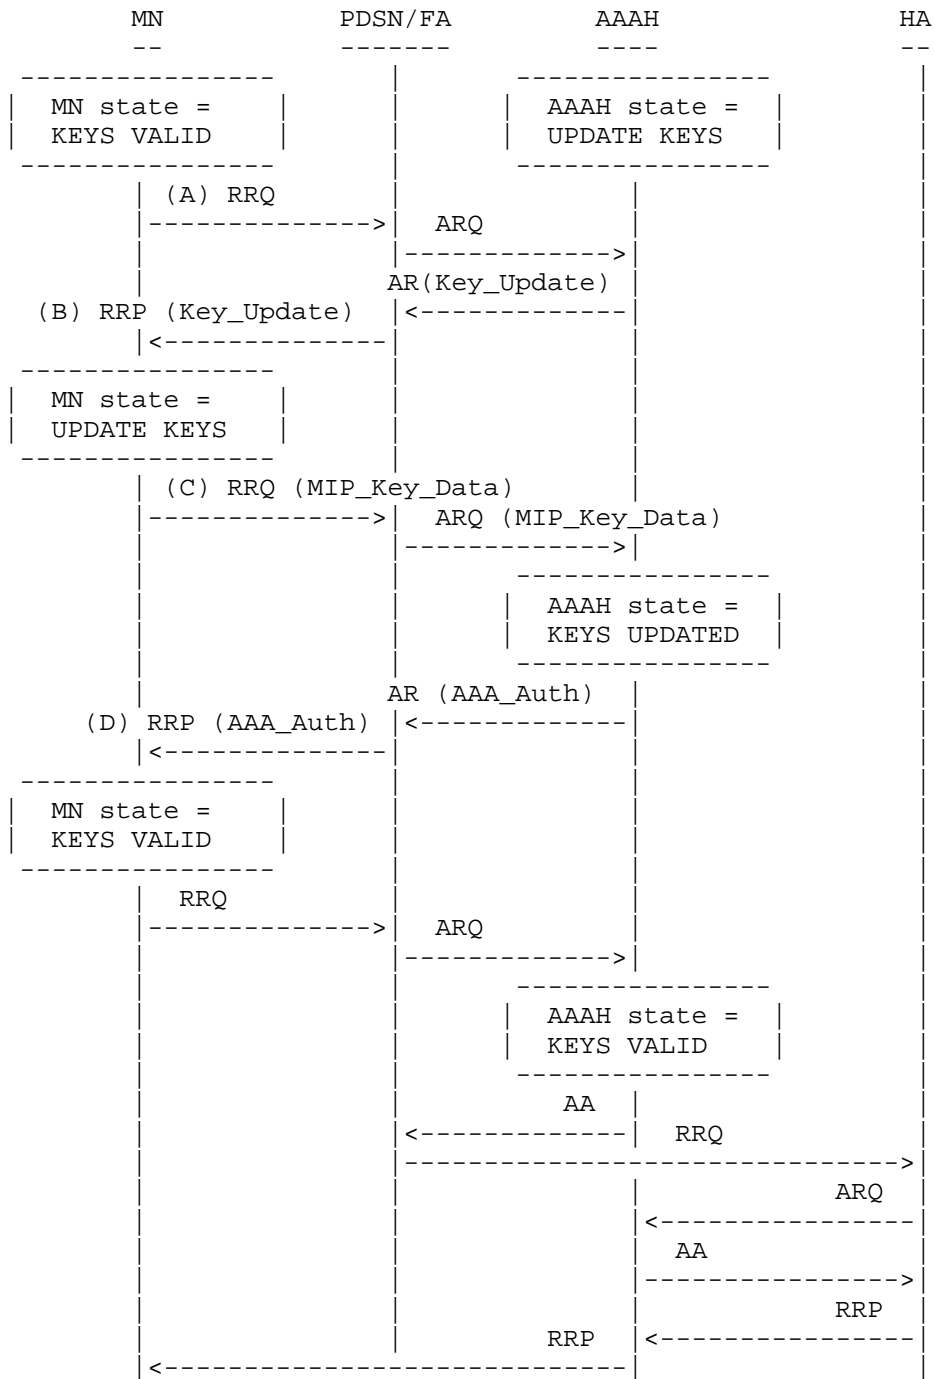 MN PDSN/FA AAAH HA
-- ------- ---- --
MN state = AAAH state =
KEYS VALID UPDATE KEYS
(A) RRQ
ARQ
AR(Key_Update)
(B) RRP (Key_Update)
MN state =
UPDATE KEYS
(C) RRQ (MIP_Key_Data)
ARQ (MIP_Key_Data)
AAAH state =
KEYS UPDATED
AR (AAA_Auth)
(D) RRP (AAA_Auth)
MN state =
KEYS VALID
RRQ
ARQ
AAAH state =
KEYS VALID
AA
RRQ
ARQ
AA
RRP
RRP